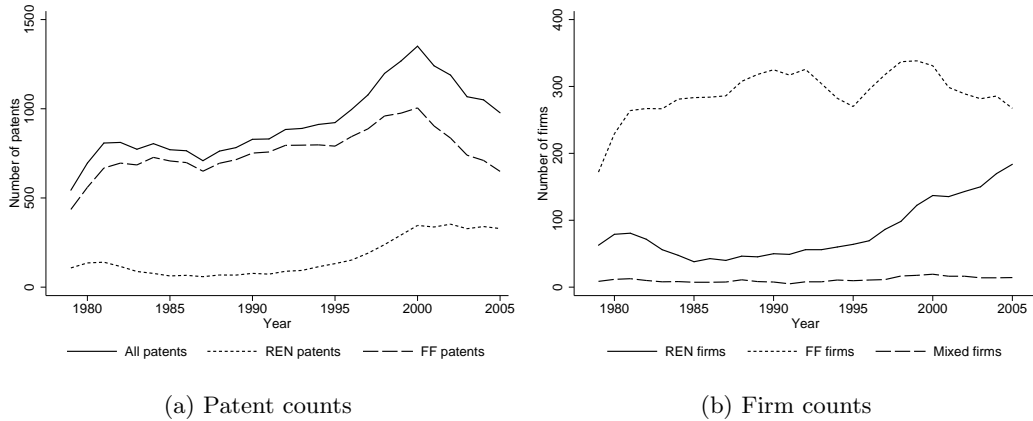 1500
1000
500
0
Number of patents
1980 1985 1990 1995 2000 2005
Year
All patents REN patents FF patents
(a) Patent counts
400
300
200
100
0
Number of firms
1980 1985 1990 1995 2000 2005
Year
REN firms FF firms Mixed firms
(b) Firm counts